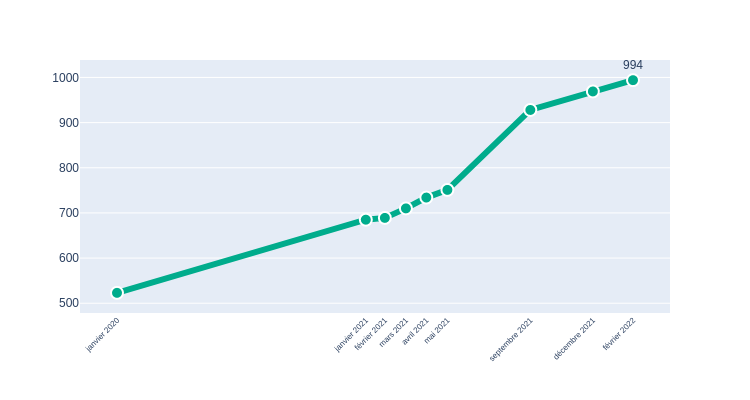 994
1000
900
800
700
600
500
janvier 2020
janvier 2021
février 2021
mars 2021
avril 2021
mai 2021
septembre 2021
décembre 2021
février 2022